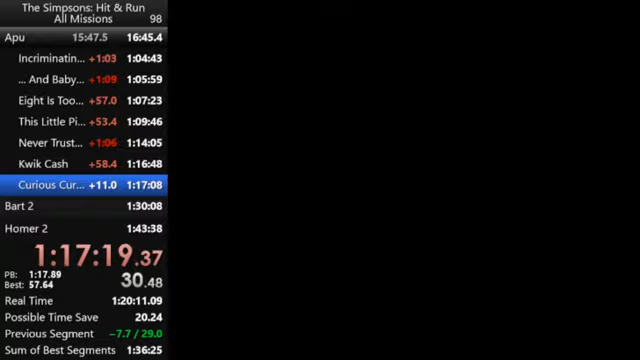 The Simpsons: Hit & Run
All Missions 98
Apu 15:47.5 16:45.4
Incriminatin... +1:03 1:04:43
... And Baby... +1:09 1:05:59
Eight Is Too... +57.0 1:07:23
This Little Pi... +53.4 1:09:46
Never Trust... +1:06 1:14:05
Kwik Cash +58.4 1:16:48
Curious Cur... +11.0 1:17:08
Bart 2 1:30:08
Homer 2 1:43:38
1:17:19.37
PB: 1:17.89
Best: 57.64 30.48
Real Time 1:20:11.09
Possible Time Save 20.24
Previous Segment −7.7 / 29.0
Sum of Best Segments 1:36:25